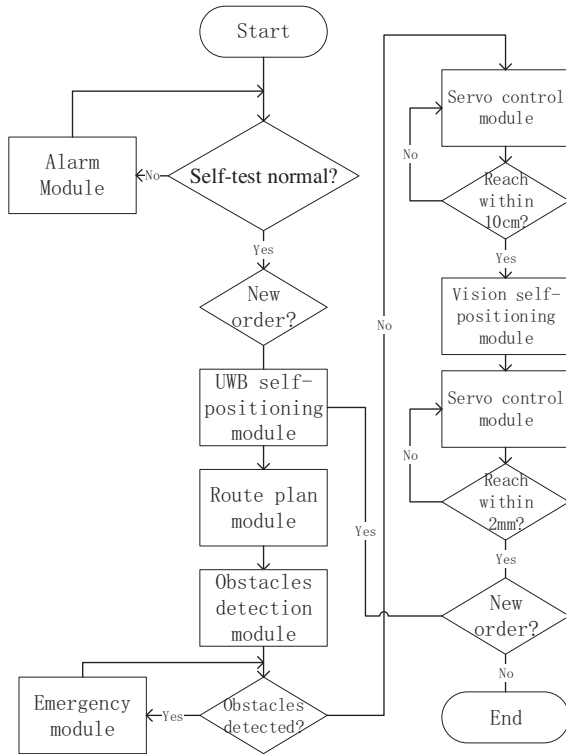 Start
Alarm
Module
No
Self-test normal?
Yes
New
order?
UWB self-
positioning
module
Route plan
module
Obstacles
detection
module
Emergency
module
Yes
Obstacles
detected?
No
Servo control
module
No
Reach
within
10cm?
Yes
Vision self-
positioning
module
Servo control
module
No
Reach
within
2mm?
Yes
Yes
New
order?
No
End